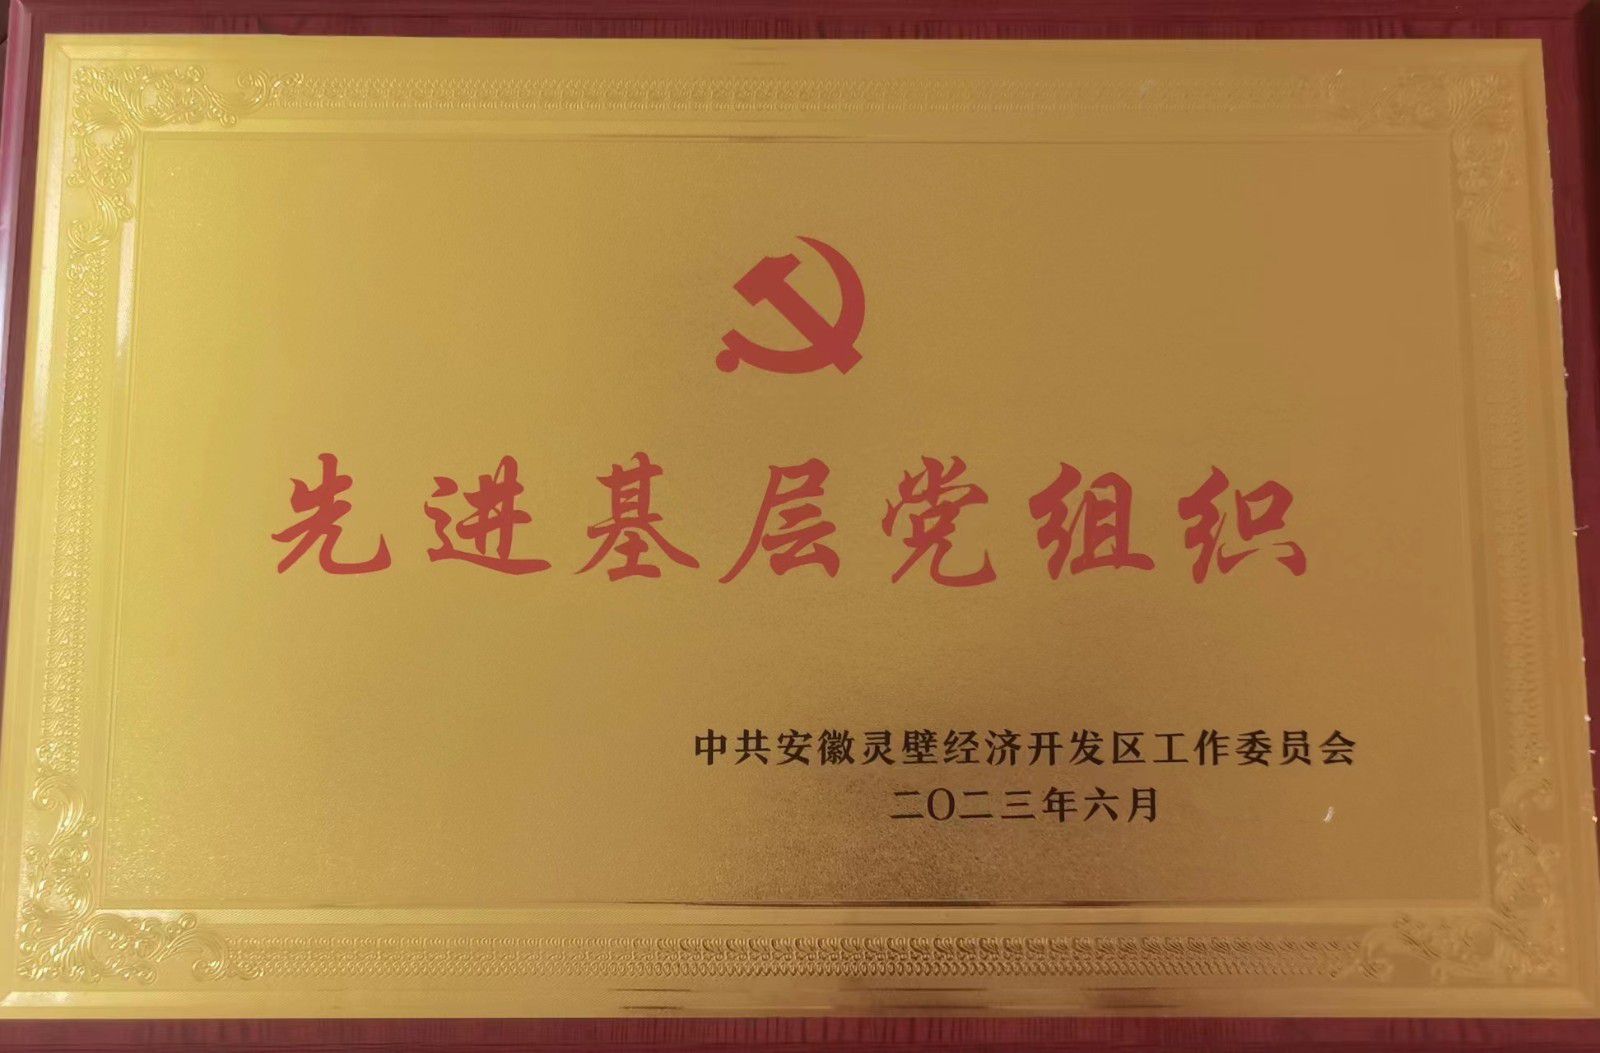 先进基层党组织
中共安徽灵壁经济开发区工作委员会
二〇二三年六月